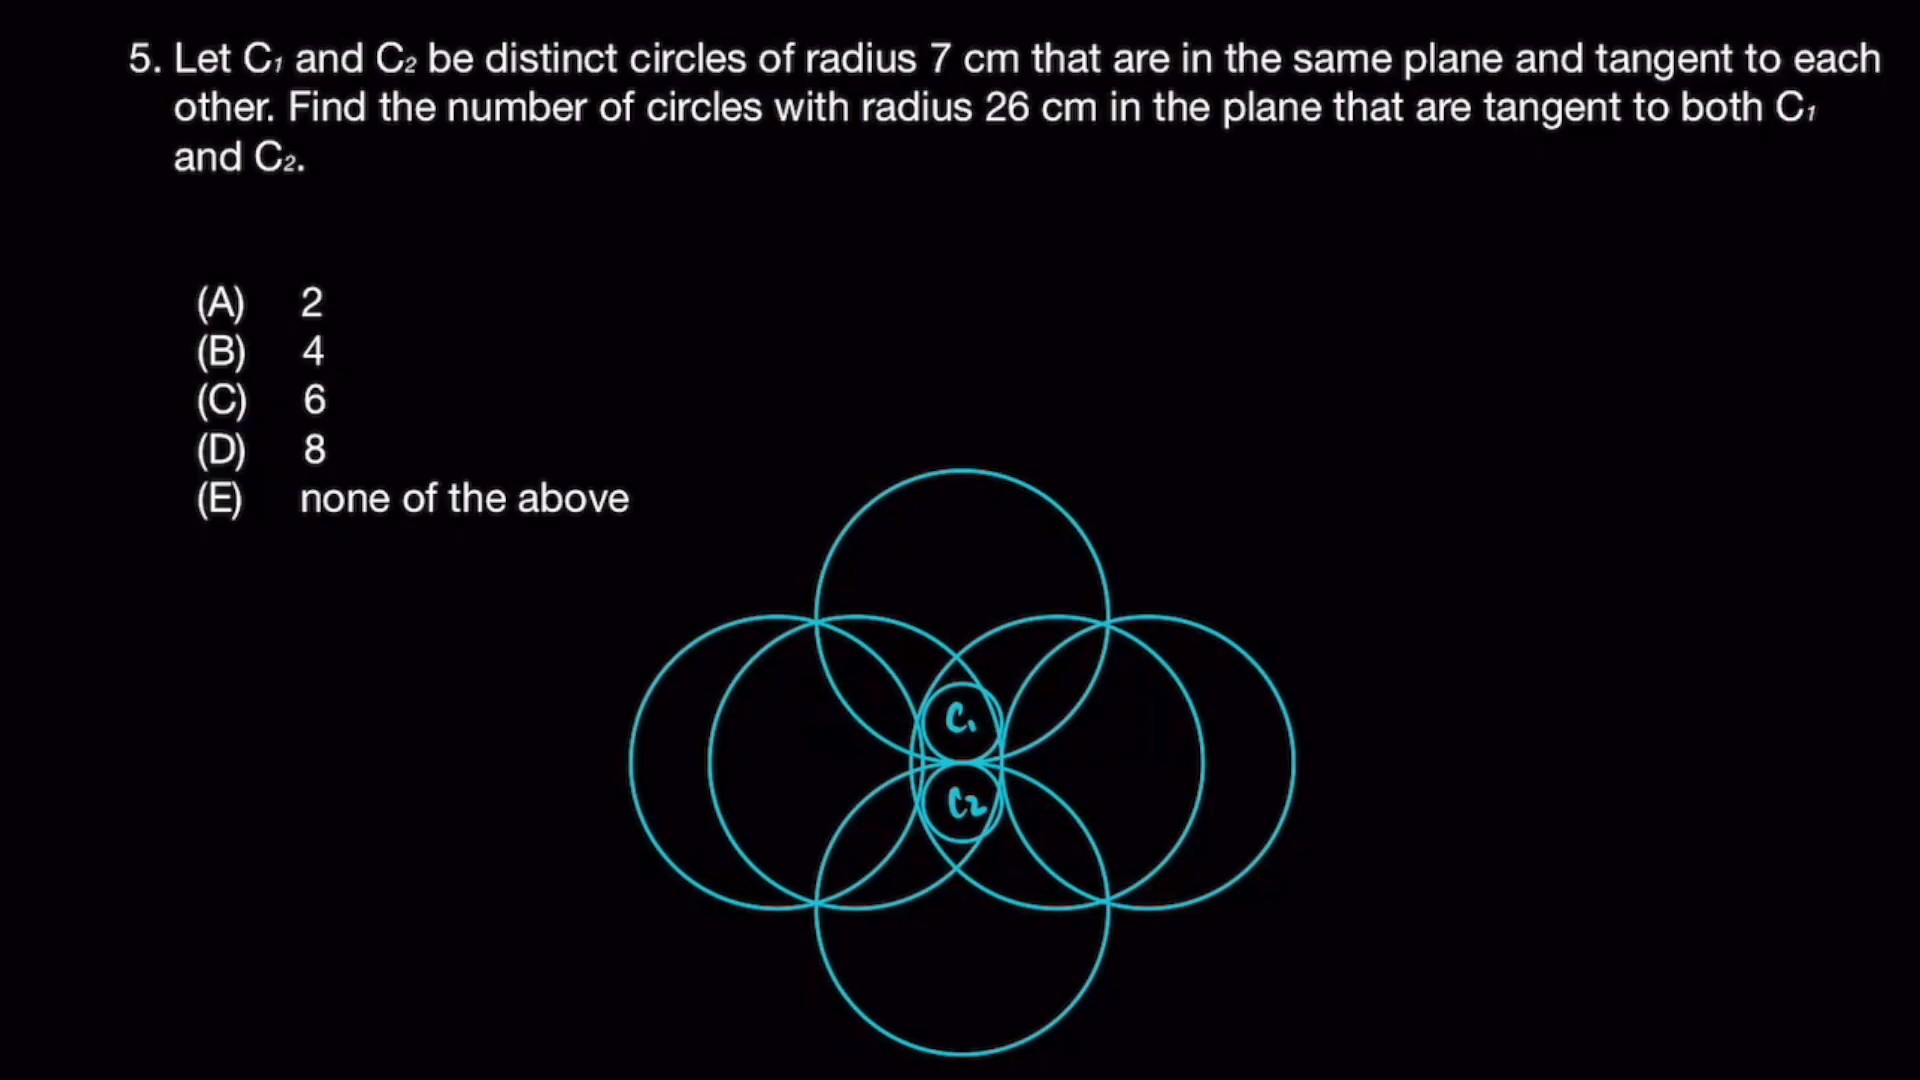 5. Let C₁ and C₂ be distinct circles of radius 7 cm that are in the same plane and tangent to each
other. Find the number of circles with radius 26 cm in the plane that are tangent to both C₁
and C₂.
(A) 2
(B) 4
(C) 6
(D) 8
(E) none of the above
C₁
C2